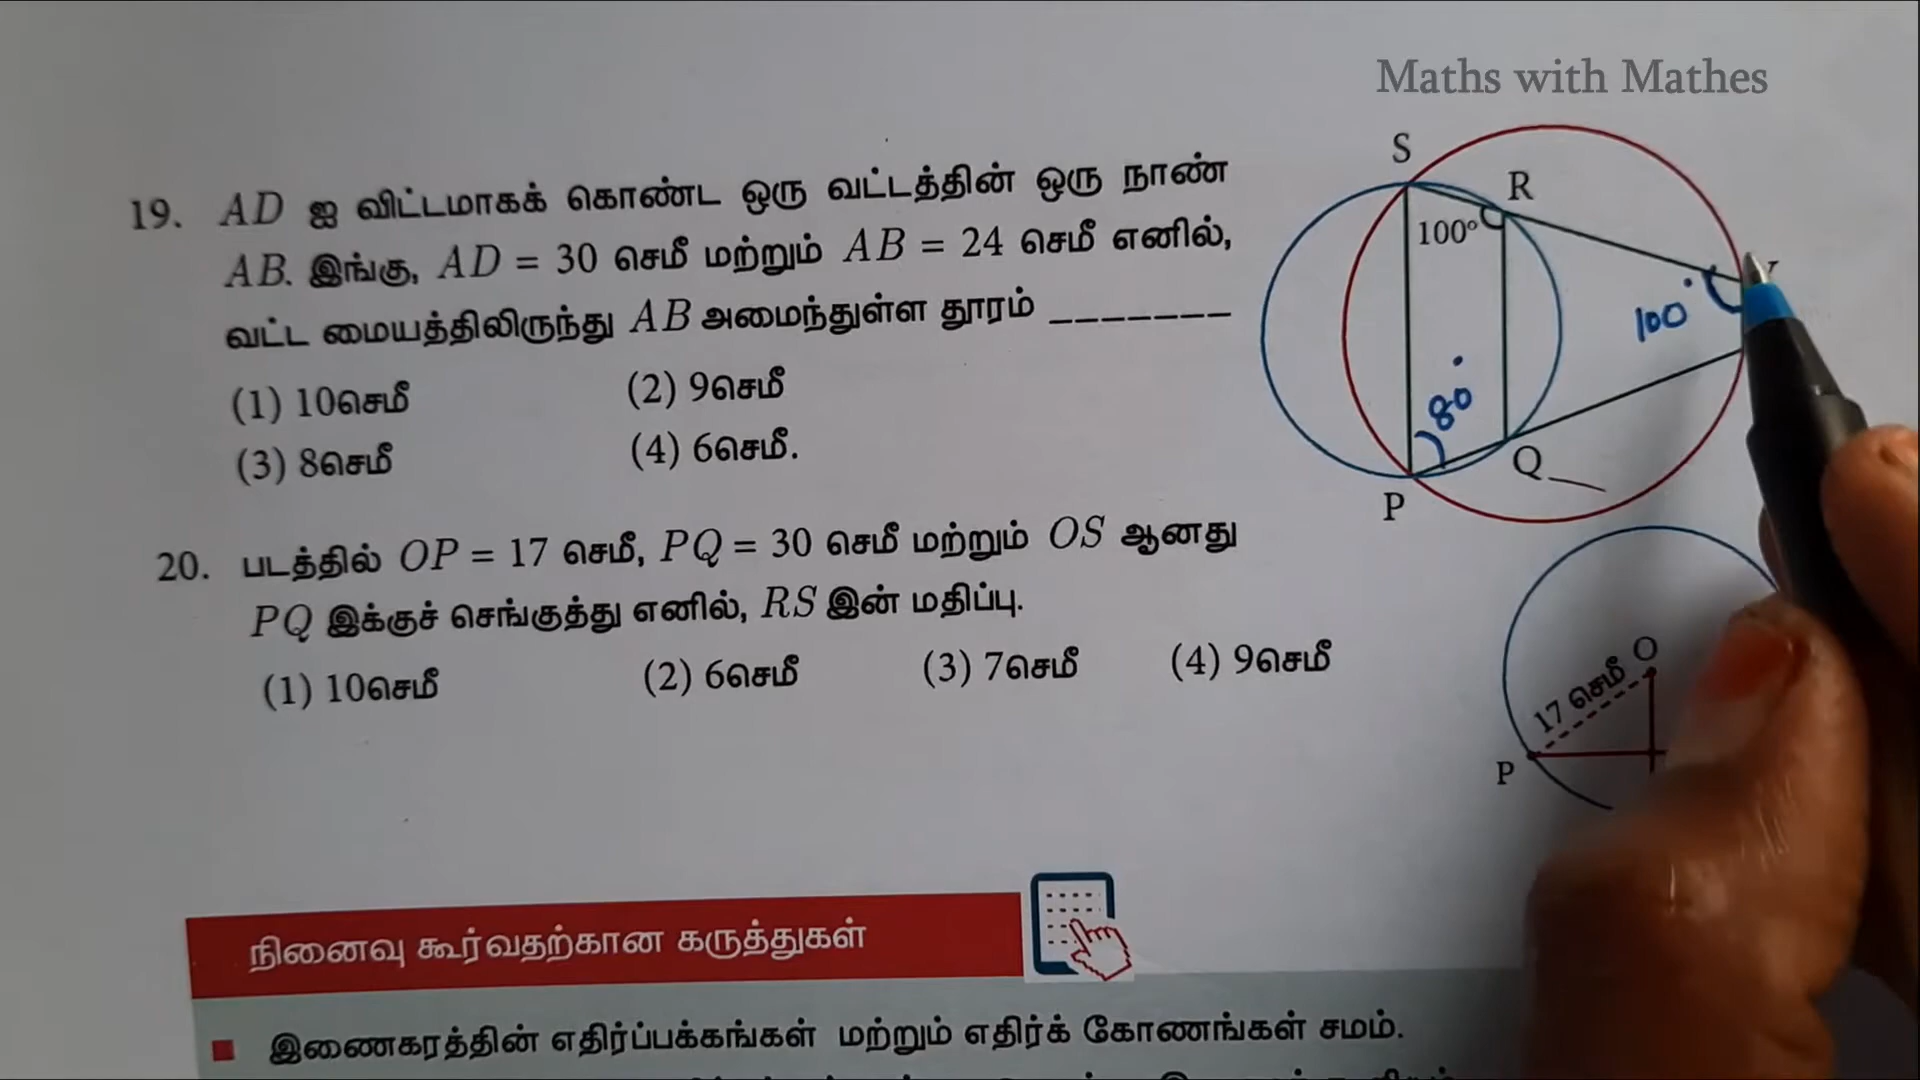 Maths with Mathes
19. AD ஐ விட்டமாகக் கொண்ட ஒரு வட்டத்தின் ஒரு நாண்
AB. இங்கு, AD = 30 செமீ மற்றும் AB = 24 செமீ எனில்,
வட்ட மையத்திலிருந்து AB அமைந்துள்ள தூரம் _______
(1) 10செமீ (2) 9செமீ
(3) 8செமீ (4) 6செமீ.
S
R
100°
100°
80°
Q
P
20. படத்தில் OP = 17 செமீ, PQ = 30 செமீ மற்றும் OS ஆனது
PQ இக்குச் செங்குத்து எனில், RS இன் மதிப்பு.
(1) 10செமீ (2) 6செமீ (3) 7செமீ (4) 9செமீ
O
17 செமீ
P
நினைவு கூர்வதற்கான கருத்துகள்
இணைகரத்தின் எதிர்ப்பக்கங்கள் மற்றும் எதிர்க் கோணங்கள் சமம்.